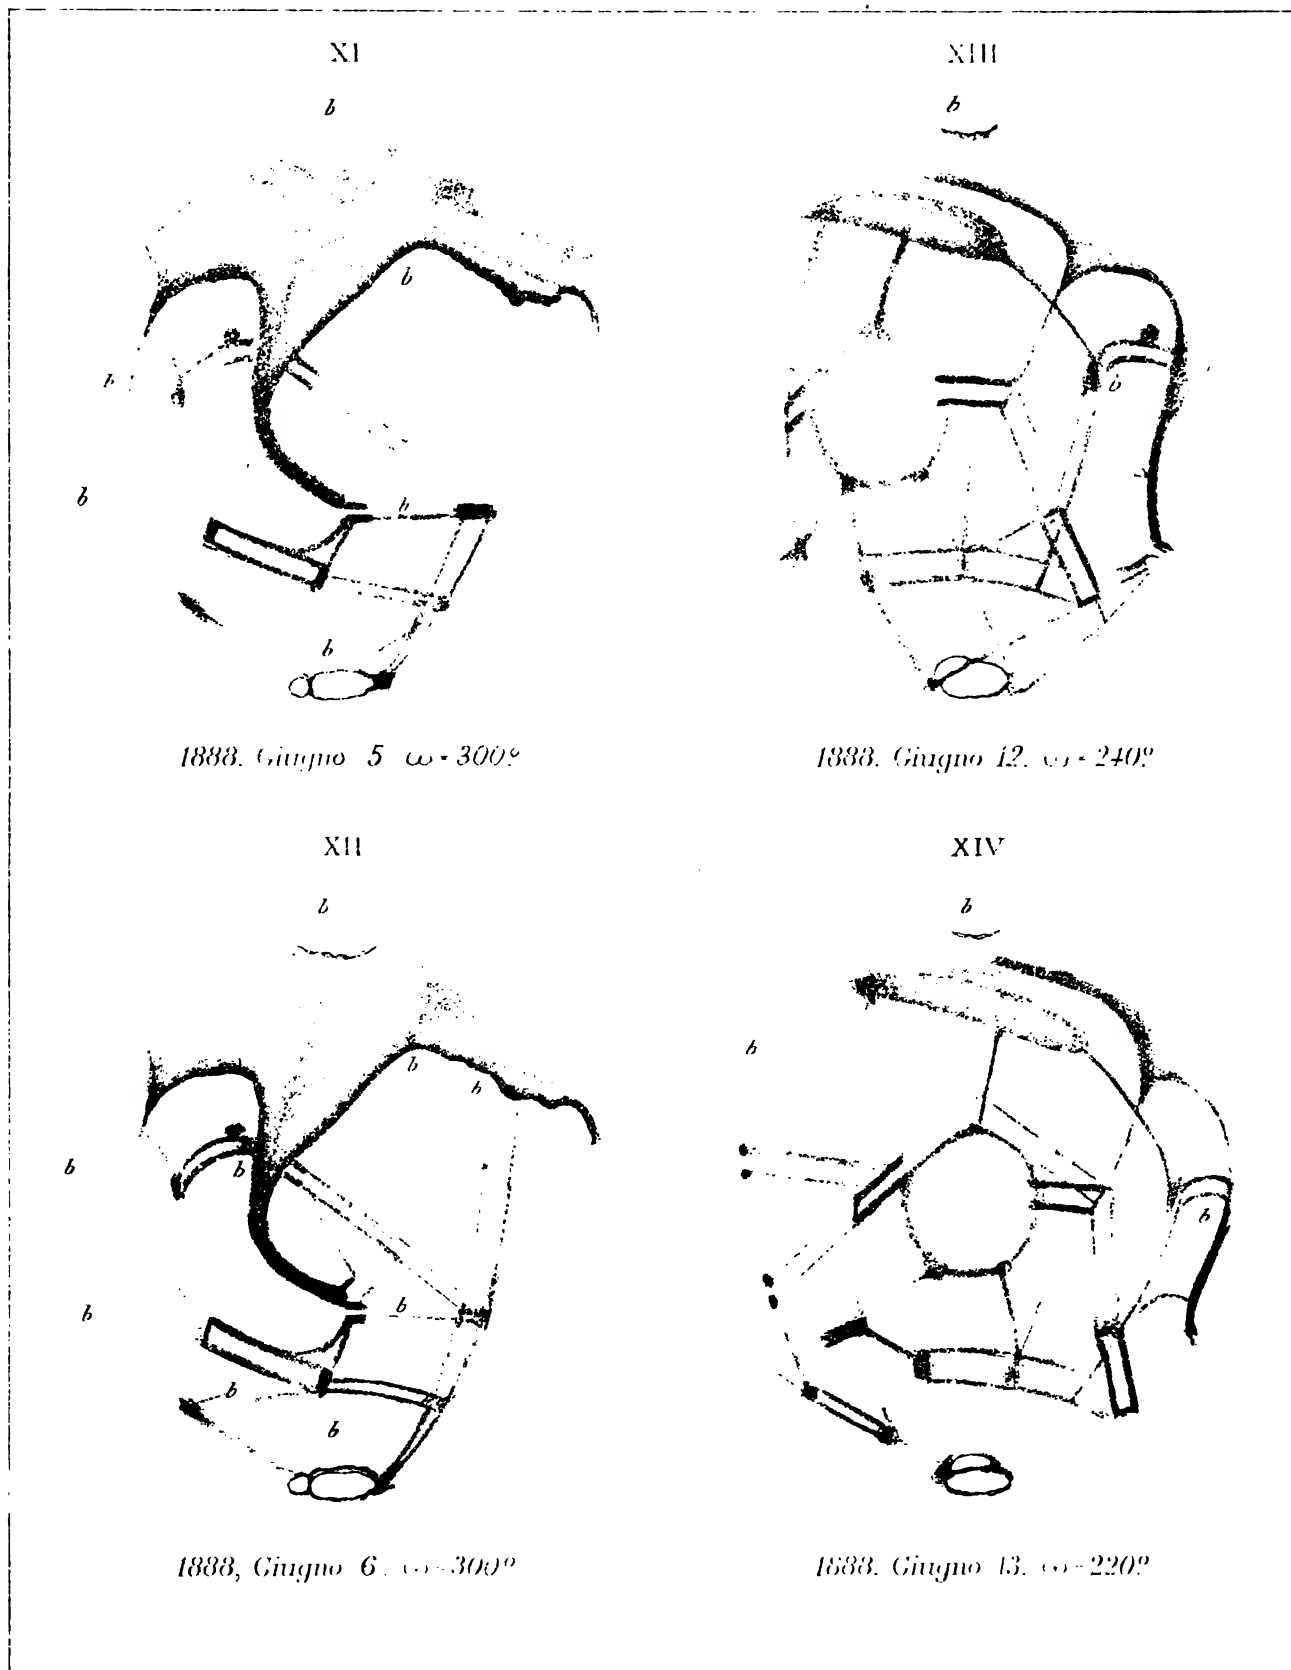 XI
b
b
b
b
b
b
1888. Giugno 5 ω = 300°
XIII
b
b
1888. Giugno 12. ω = 240°
XII
b
b
b
b
b
b
b
b
b
1888, Giugno 6. ω = 300°
XIV
b
b
b
1888. Giugno 13. ω = 220°